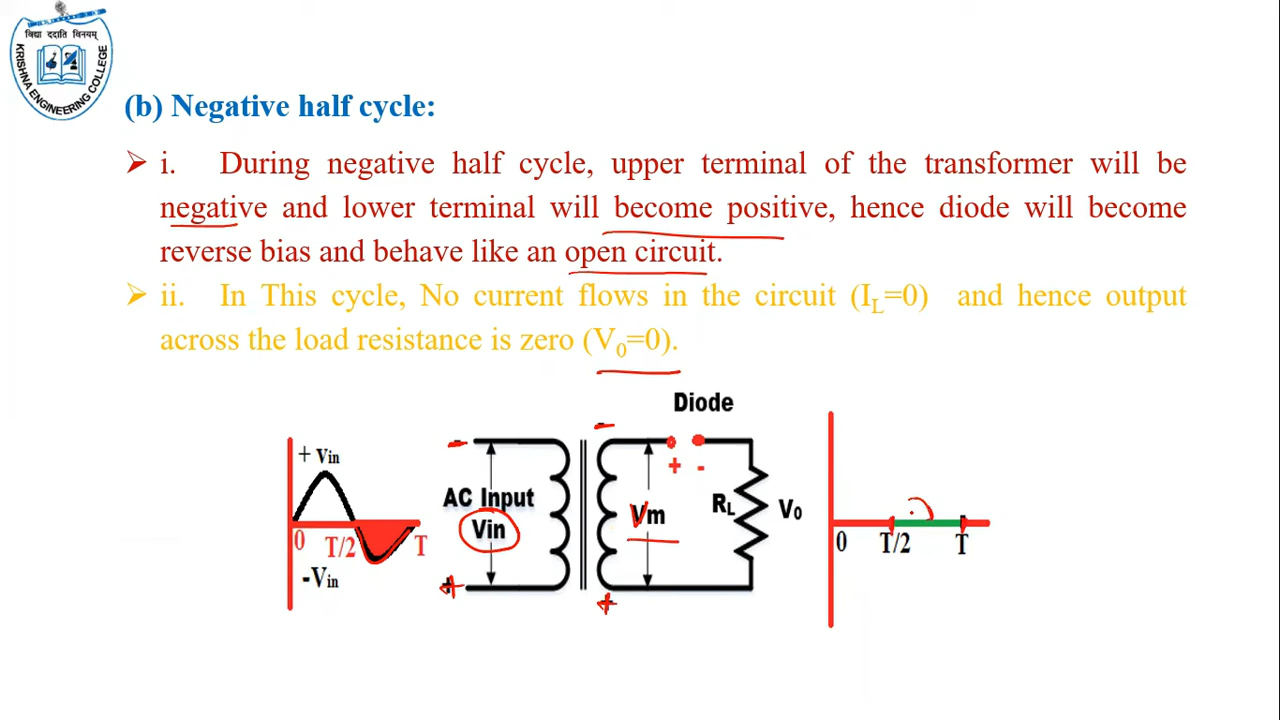 विद्या ददाति विनयम्
KRISHNA ENGINEERING COLLEGE
(b) Negative half cycle:
➢ i. During negative half cycle, upper terminal of the transformer will be
negative and lower terminal will become positive, hence diode will become
reverse bias and behave like an open circuit.
➢ ii. In This cycle, No current flows in the circuit (I_L=0) and hence output
across the load resistance is zero (V_0=0).
Diode
+ Vin
- -
+ -
AC Input
Vin
Vm
RL
V0
0 T/2 T
0 T/2 T
-Vin
+ +